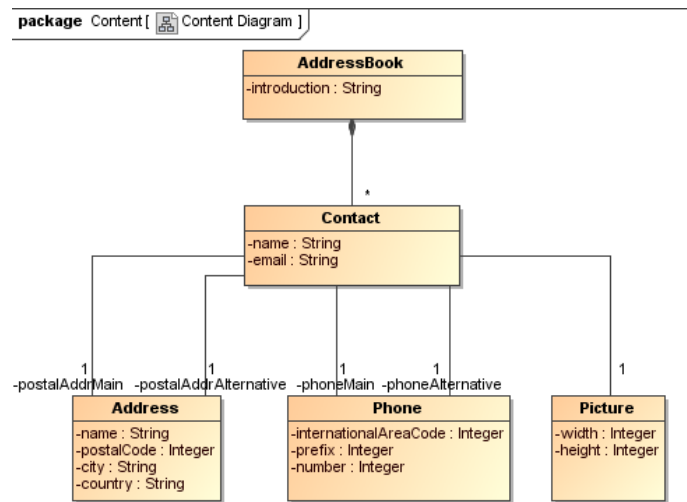 package Content [ Content Diagram ]
AddressBook
-introduction : String
*
Contact
-name : String
-email : String
1 1 1 1 1
-postalAddrMain -postalAddrAlternative -phoneMain -phoneAlternative
Address
-name : String
-postalCode : Integer
-city : String
-country : String
Phone
-internationalAreaCode : Integer
-prefix : Integer
-number : Integer
Picture
-width : Integer
-height : Integer